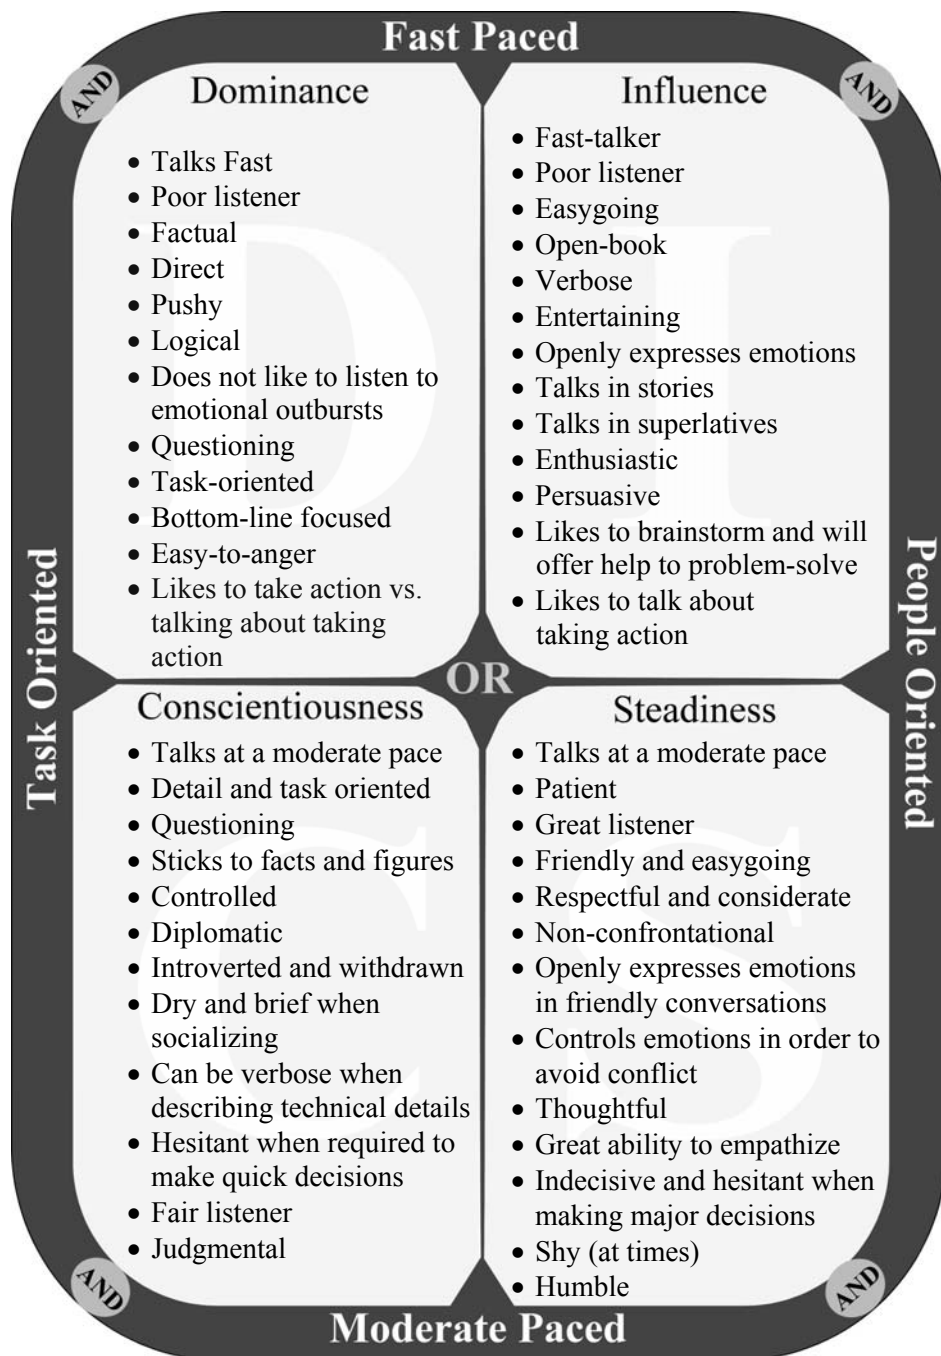 Fast Paced
AND
AND
Dominance
• Talks Fast
• Poor listener
• Factual
• Direct
• Pushy
• Logical
• Does not like to listen to
emotional outbursts
• Questioning
• Task-oriented
• Bottom-line focused
• Easy-to-anger
• Likes to take action vs.
talking about taking
action
D
Influence
• Fast-talker
• Poor listener
• Easygoing
• Open-book
• Verbose
• Entertaining
• Openly expresses emotions
• Talks in stories
• Talks in superlatives
• Enthusiastic
• Persuasive
• Likes to brainstorm and will
offer help to problem-solve
• Likes to talk about
taking action
I
Task Oriented
OR
People Oriented
Conscientiousness
• Talks at a moderate pace
• Detail and task oriented
• Questioning
• Sticks to facts and figures
• Controlled
• Diplomatic
• Introverted and withdrawn
• Dry and brief when
socializing
• Can be verbose when
describing technical details
• Hesitant when required to
make quick decisions
• Fair listener
• Judgmental
C
Steadiness
• Talks at a moderate pace
• Patient
• Great listener
• Friendly and easygoing
• Respectful and considerate
• Non-confrontational
• Openly expresses emotions
in friendly conversations
• Controls emotions in order to
avoid conflict
• Thoughtful
• Great ability to empathize
• Indecisive and hesitant when
making major decisions
• Shy (at times)
• Humble
S
AND
AND
Moderate Paced